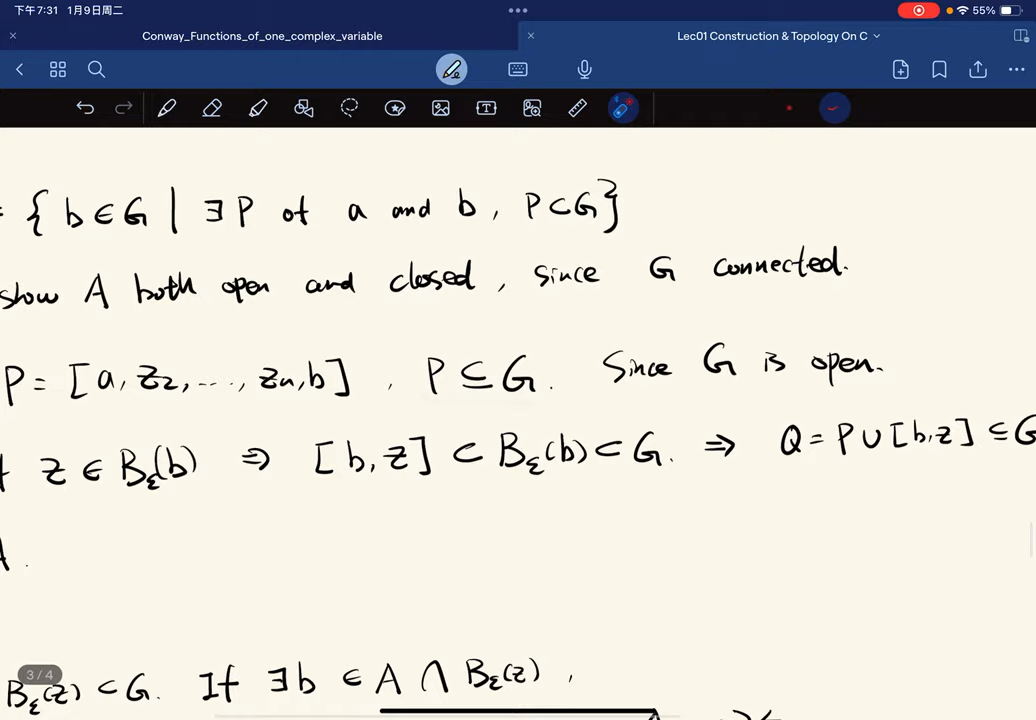 下午7:31 1月9日周二
55%
Conway_Functions_of_one_complex_variable
Lec01 Construction & Topology On C
= { b ∈ G | ∃ P of a and b , P ⊂ G }
show A both open and closed , since G connected.
P = [ a, z₂, ..., zₙ, b ] , P ⊆ G . Since G is open.
z ∈ Bε(b) ⇒ [ b, z ] ⊂ Bε(b) ⊂ G . ⇒ Q = P ∪ [ b, z ] ⊆ G
A .
3 / 4
Bε(z) ⊂ G . If ∃ b ∈ A ∩ Bε(z) ,